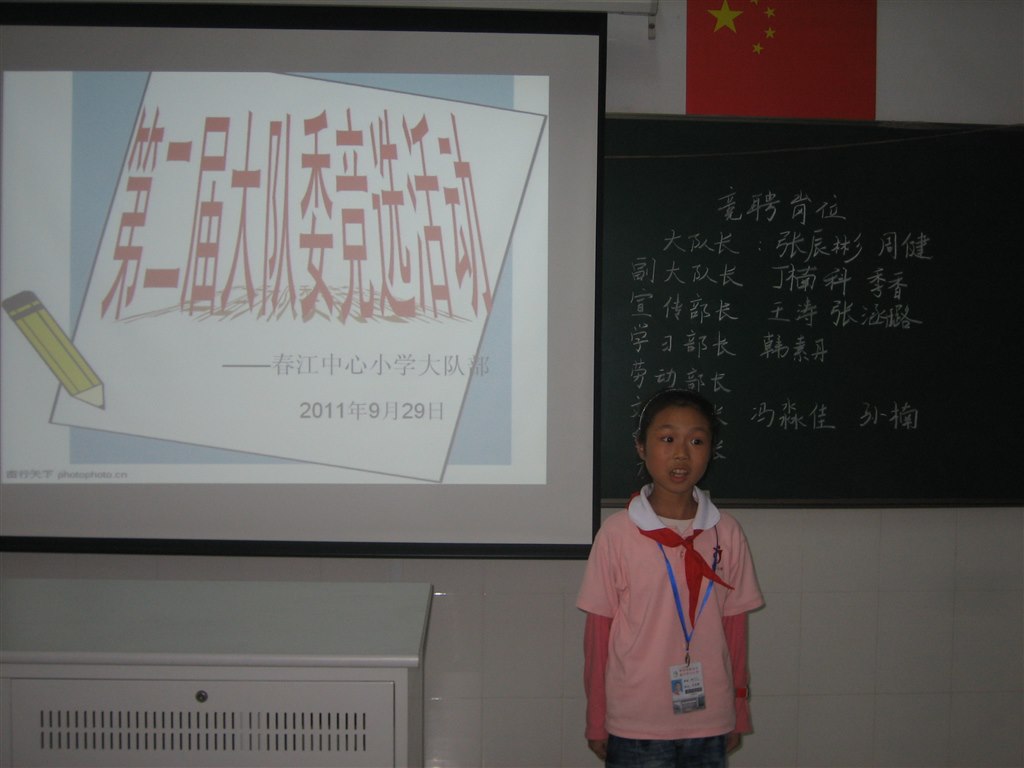 第二届大队委竞选活动
——春江中心小学大队部
2011年9月29日
photophoto.cn
竞聘岗位
大队长：张辰彬 周健
副大队长 丁楠科 季香
宣传部长 王涛 张涵璐
学习部长 韩素丹
劳动部长
冯淼佳 孙楠